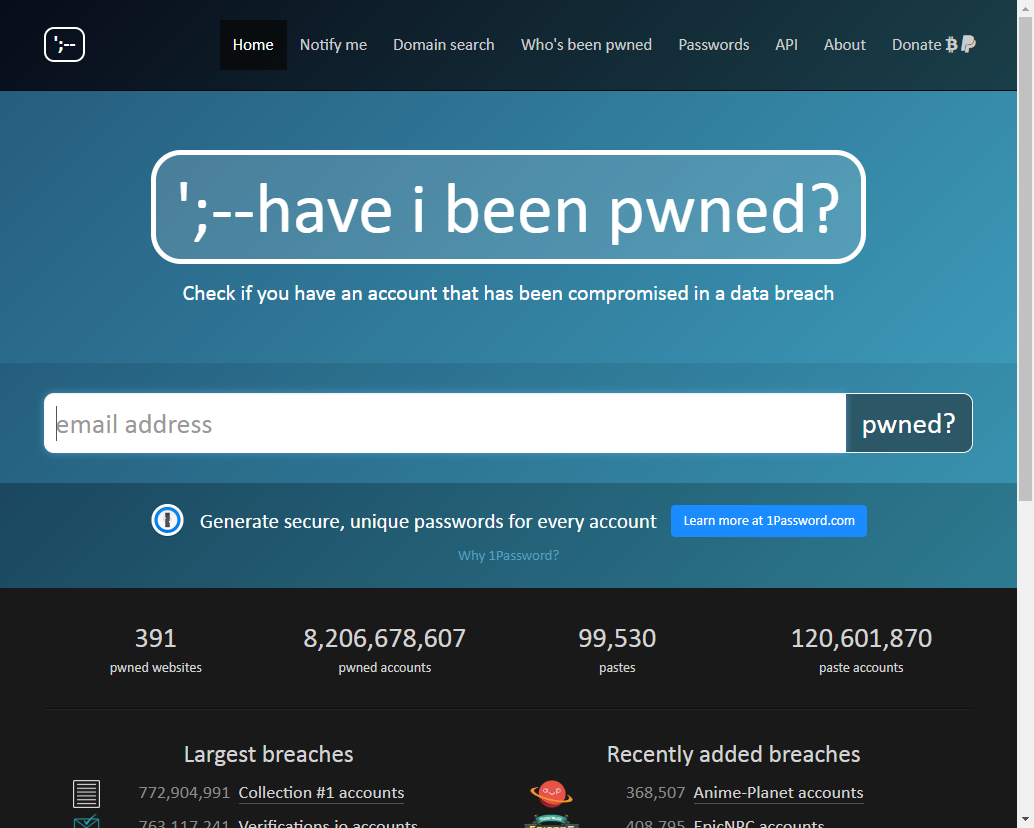 ';--
Home Notify me Domain search Who's been pwned Passwords API About Donate
';--have i been pwned?
Check if you have an account that has been compromised in a data breach
email address pwned?
Generate secure, unique passwords for every account Learn more at 1Password.com
Why 1Password?
391 8,206,678,607 99,530 120,601,870
pwned websites pwned accounts pastes paste accounts
Largest breaches Recently added breaches
772,904,991 Collection #1 accounts 368,507 Anime-Planet accounts
763,117,241 Verifications.io accounts 408,795 EpicNPC accounts